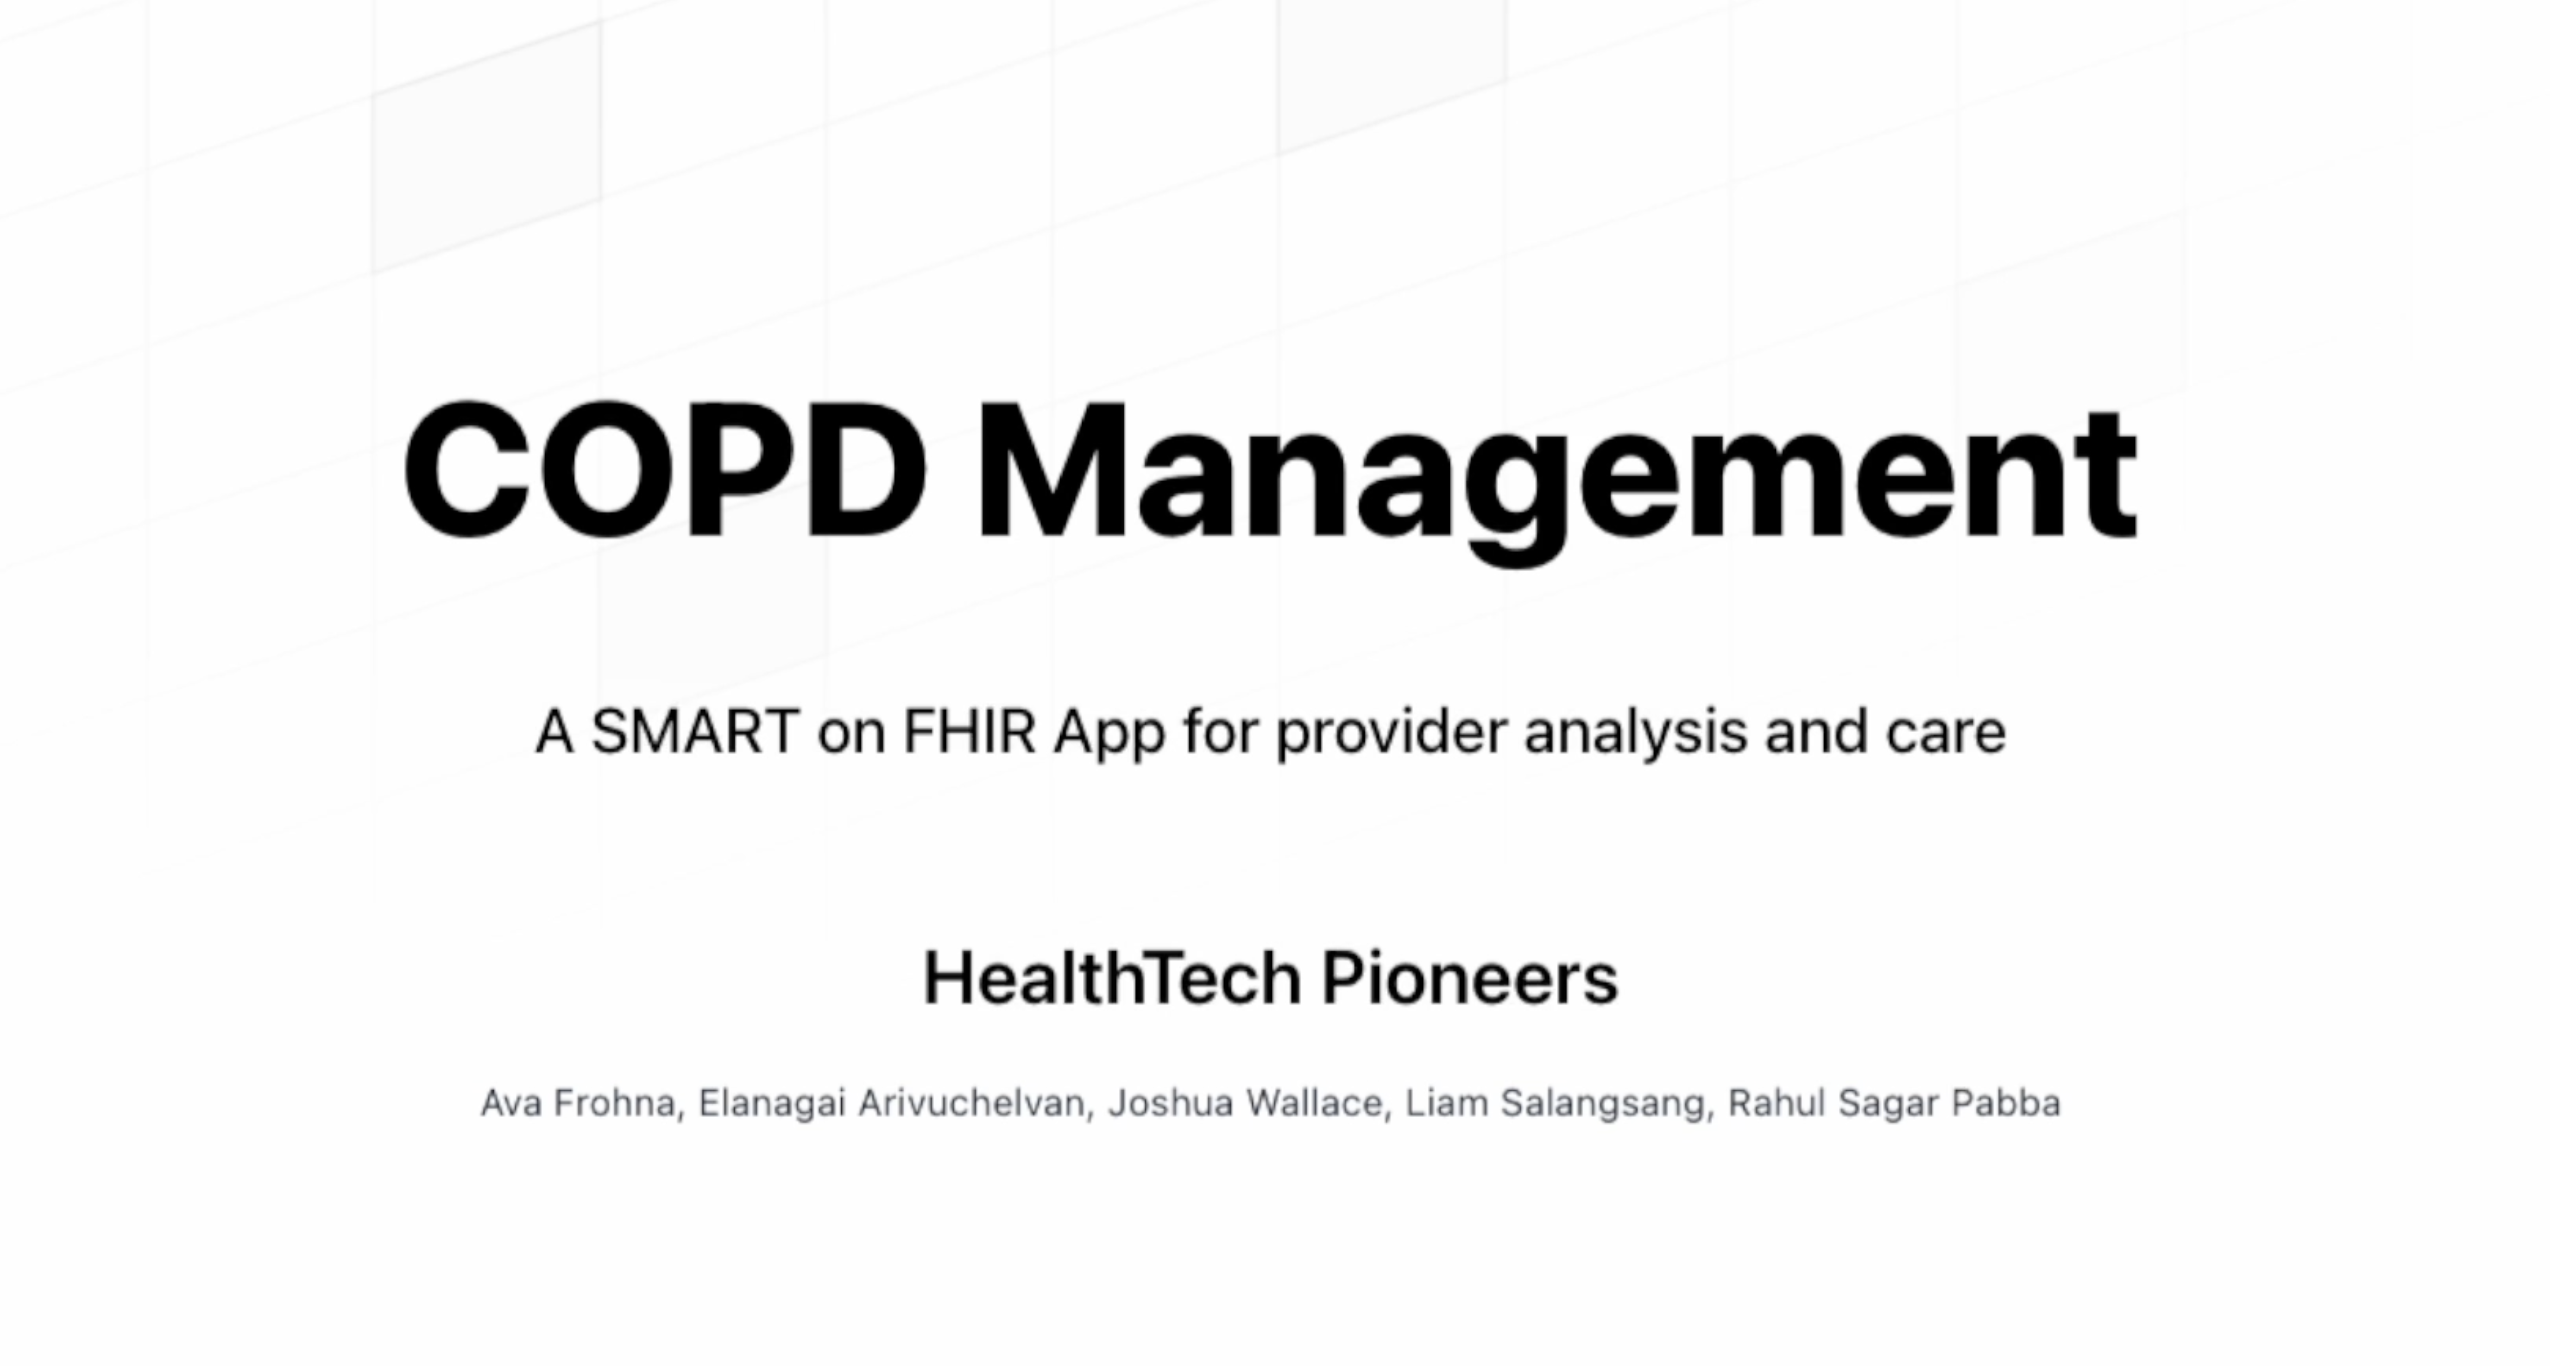 COPD Management
A SMART on FHIR App for provider analysis and care
HealthTech Pioneers
Ava Frohna, Elanagai Arivuchelvan, Joshua Wallace, Liam Salangsang, Rahul Sagar Pabba